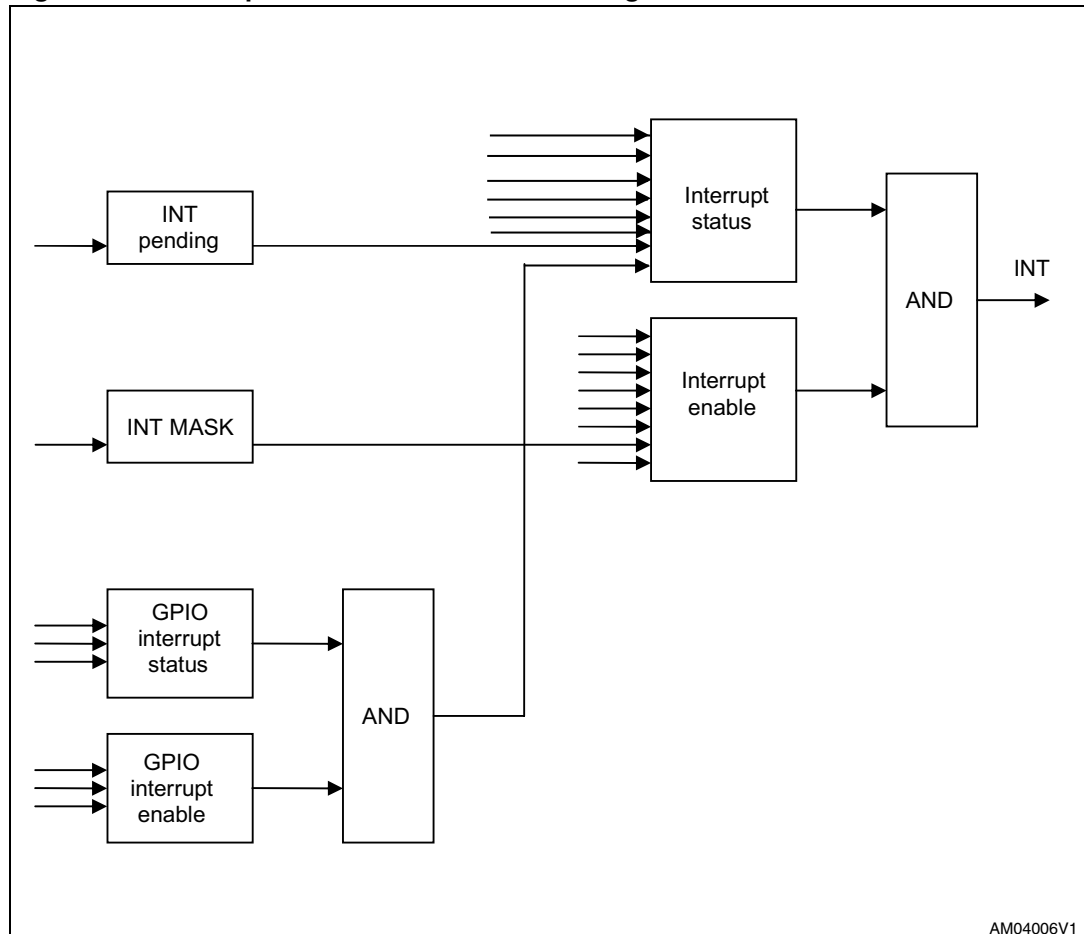 INT
pending
Interrupt
status
INT
AND
Interrupt
enable
INT MASK
GPIO
interrupt
status
AND
GPIO
interrupt
enable
AM04006V1